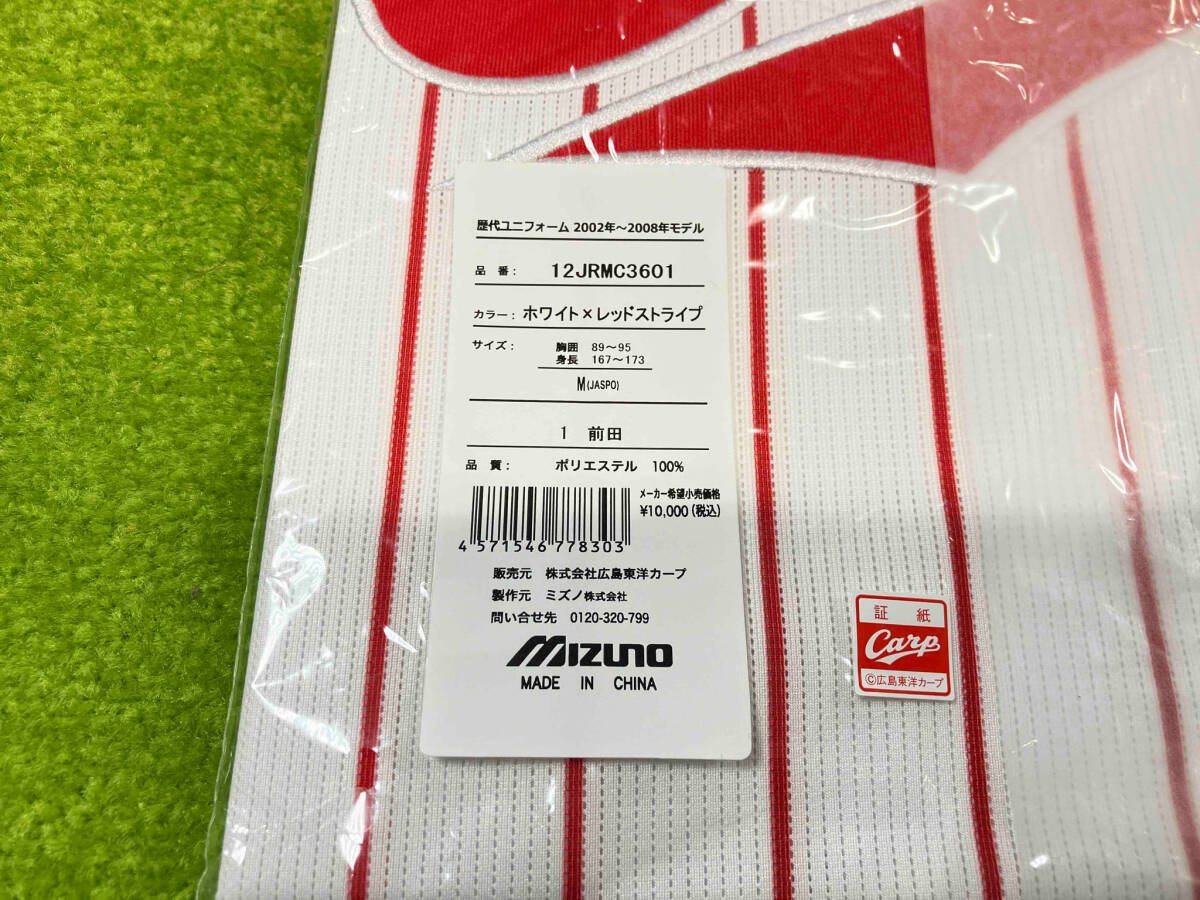 歴代ユニフォーム 2002年～2008年モデル
品 番： 12JRMC3601
カラー： ホワイト×レッドストライプ
サイズ： 胸囲 89～95
身長 167～173
M(JASPO)
1 前田
品 質： ポリエステル 100%
メーカー希望小売価格
¥10,000(税込)
4 571546 778303
販売元 株式会社広島東洋カープ
製作元 ミズノ株式会社
問い合せ先 0120-320-799
MIZUNO
MADE IN CHINA
証 紙
Carp
©広島東洋カープ